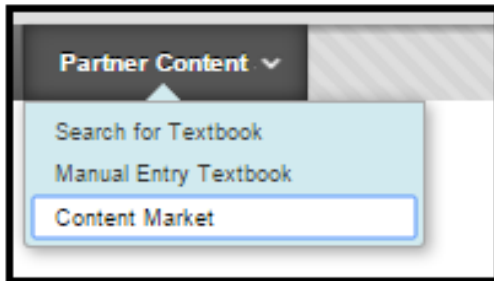 Partner Content
Search for Textbook
Manual Entry Textbook
Content Market